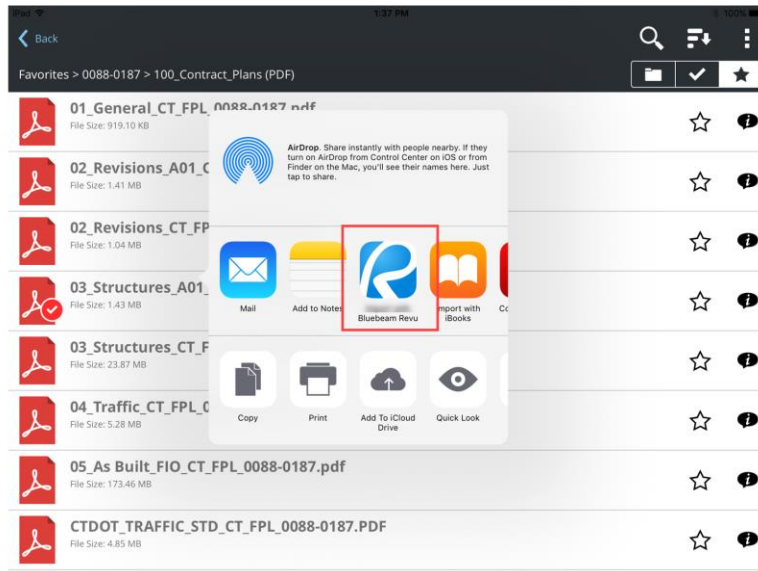 iPad
1:37 PM
100%
Back
Favorites > 0088-0187 > 100_Contract_Plans (PDF)
01_General_CT_FPL_0088-0187.pdf
File Size: 919.10 KB
02_Revisions_A01_C
File Size: 1.41 MB
02_Revisions_CT_FP
File Size: 1.04 MB
03_Structures_A01_
File Size: 1.43 MB
03_Structures_CT_F
File Size: 23.87 MB
04_Traffic_CT_FPL_0
File Size: 5.28 MB
05_As Built_FIO_CT_FPL_0088-0187.pdf
File Size: 173.46 MB
CTDOT_TRAFFIC_STD_CT_FPL_0088-0187.PDF
File Size: 4.85 MB
AirDrop. Share instantly with people nearby. If they
turn on AirDrop from Control Center on iOS or from
Finder on the Mac, you'll see their names here. Just
tap to share.
Mail
Add to Notes
Bluebeam Revu
mport with
iBooks
Co
Copy
Print
Add To iCloud
Drive
Quick Look